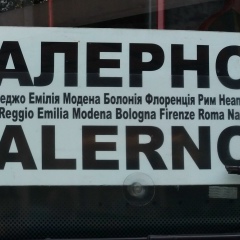 АЛЕРНО
еджо Емілія Модена Болонія Флоренція Рим Неап
Reggio Emilia Modena Bologna Firenze Roma Na
ALERNO